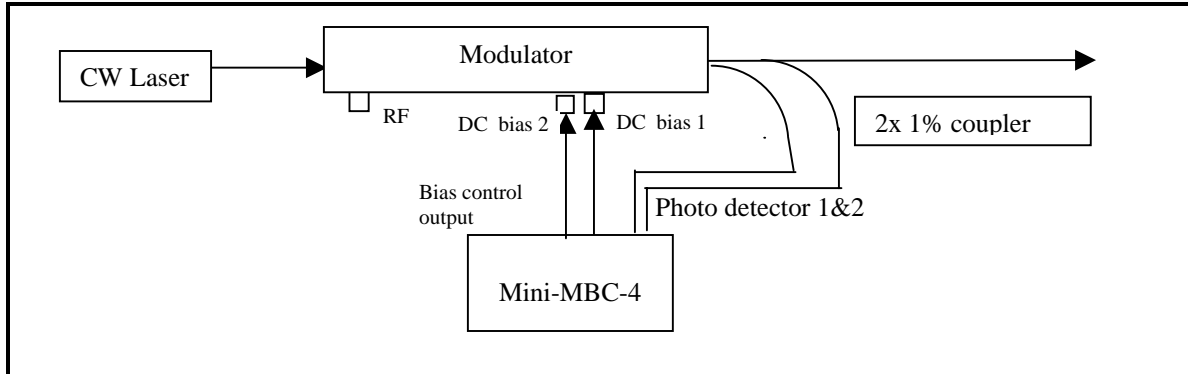 Modulator
CW Laser
RF
DC bias 2
DC bias 1
2x 1% coupler
Bias control
output
Photo detector 1&2
Mini-MBC-4